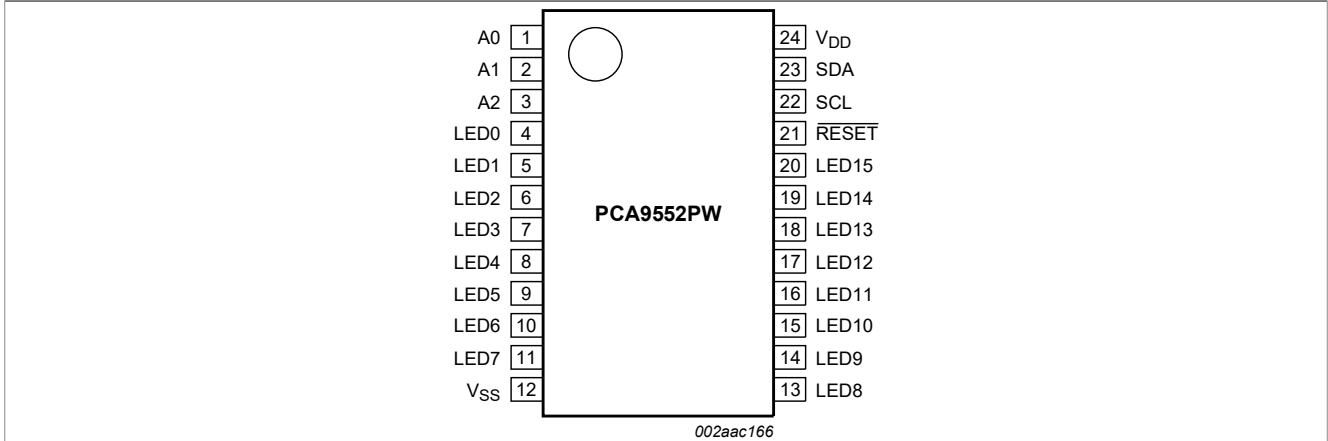 A0 1 24 VDD
A1 2 23 SDA
A2 3 22 SCL
LED0 4 21 RESET
LED1 5 20 LED15
LED2 6 19 LED14
PCA9552PW
LED3 7 18 LED13
LED4 8 17 LED12
LED5 9 16 LED11
LED6 10 15 LED10
LED7 11 14 LED9
VSS 12 13 LED8
002aac166